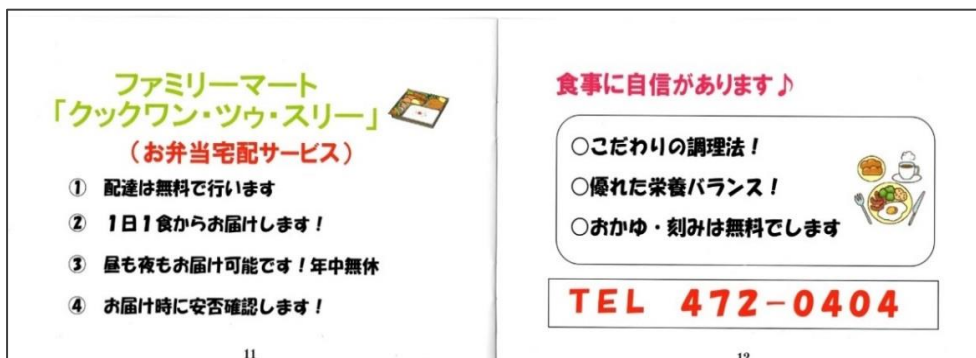 ファミリーマート
「クックワン・ツゥ・スリー」
（お弁当宅配サービス）
① 配達は無料で行います
② １日１食からお届けします！
③ 昼も夜もお届け可能です！年中無休
④ お届け時に安否確認します！
11
食事に自信があります♪
○こだわりの調理法！
○優れた栄養バランス！
○おかゆ・刻みは無料でします
TEL 472-0404
12